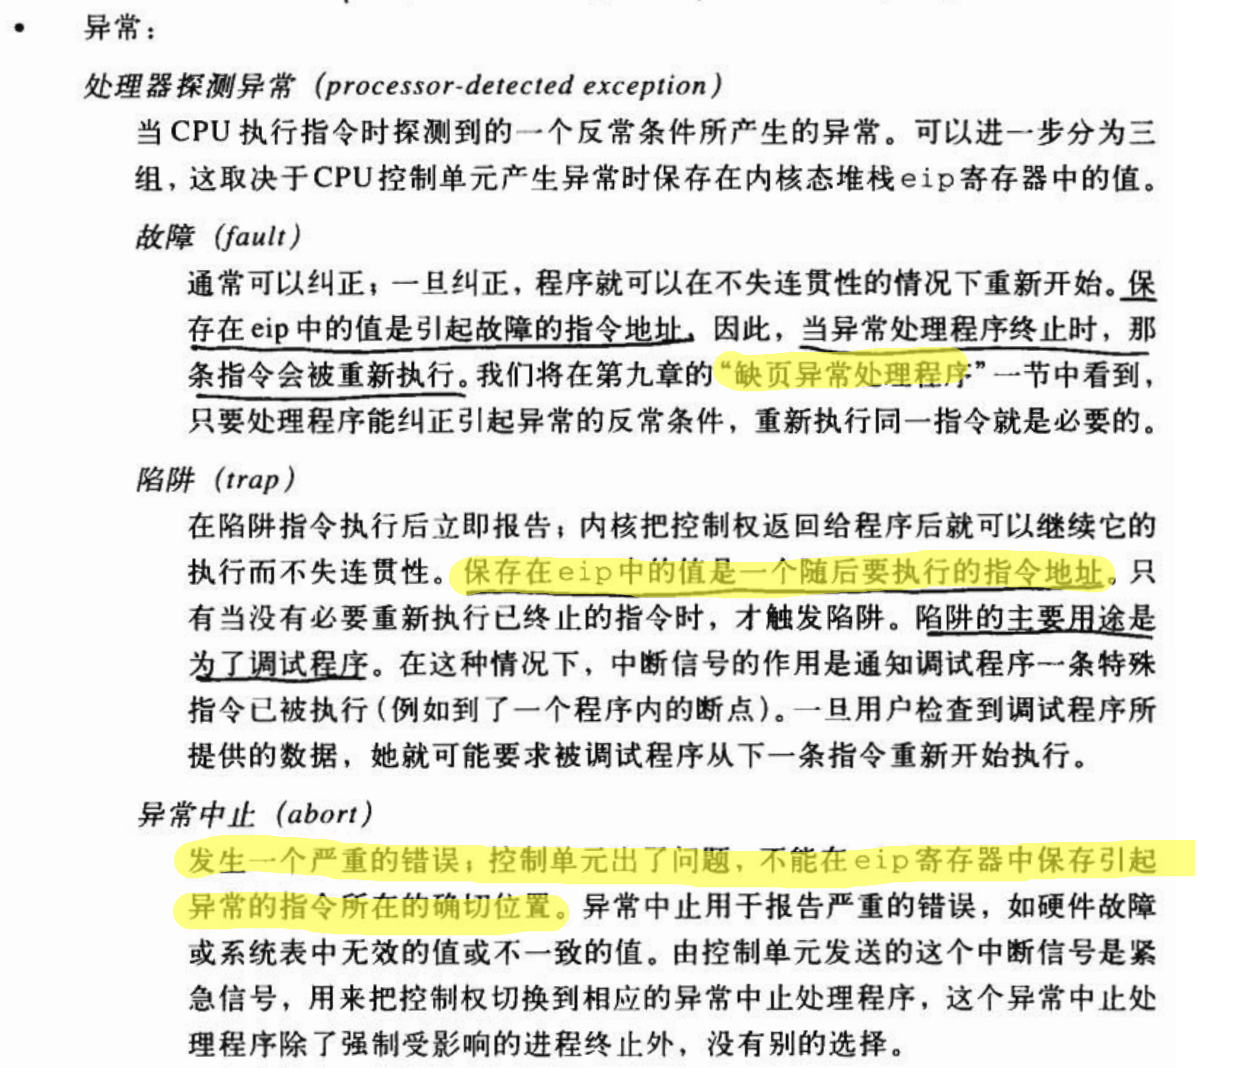 • 异常：
处理器探测异常（processor-detected exception）
当 CPU 执行指令时探测到的一个反常条件所产生的异常。可以进一步分为三
组，这取决于CPU控制单元产生异常时保存在内核态堆栈eip寄存器中的值。
故障（fault）
通常可以纠正；一旦纠正，程序就可以在不失连贯性的情况下重新开始。保
存在 eip 中的值是引起故障的指令地址。因此，当异常处理程序终止时，那
条指令会被重新执行。我们将在第九章的“缺页异常处理程序”一节中看到，
只要处理程序能纠正引起异常的反常条件，重新执行同一指令就是必要的。
陷阱（trap）
在陷阱指令执行后立即报告；内核把控制权返回给程序后就可以继续它的
执行而不失连贯性。保存在eip中的值是一个随后要执行的指令地址。只
有当没有必要重新执行已终止的指令时，才触发陷阱。陷阱的主要用途是
为了调试程序。在这种情况下，中断信号的作用是通知调试程序一条特殊
指令已被执行（例如到了一个程序内的断点）。一旦用户检查到调试程序所
提供的数据，她就可能要求被调试程序从下一条指令重新开始执行。
异常中止（abort）
发生一个严重的错误；控制单元出了问题，不能在eip寄存器中保存引起
异常的指令所在的确切位置。异常中止用于报告严重的错误，如硬件故障
或系统表中无效的值或不一致的值。由控制单元发送的这个中断信号是紧
急信号，用来把控制权切换到相应的异常中止处理程序，这个异常中止处
理程序除了强制受影响的进程终止外，没有别的选择。